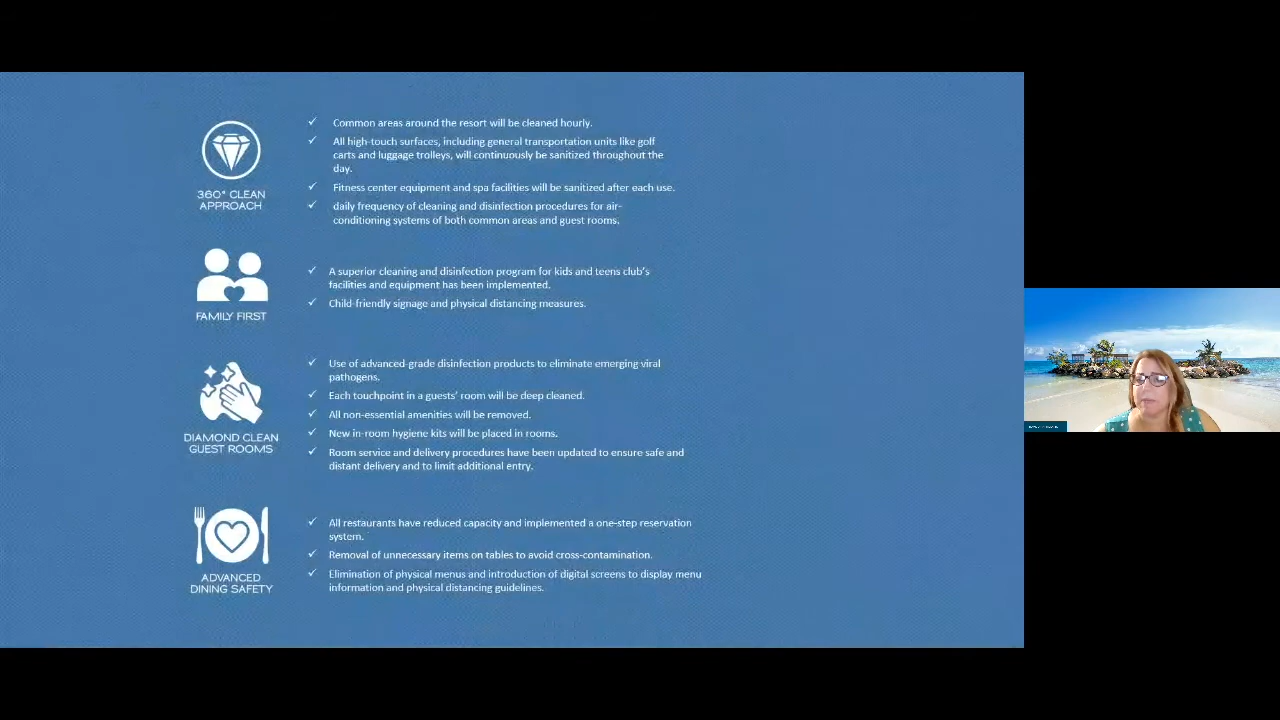 360° CLEAN
APPROACH
✓ Common areas around the resort will be cleaned hourly.
✓ All high-touch surfaces, including general transportation units like golf
carts and luggage trolleys, will continuously be sanitized throughout the
day.
✓ Fitness center equipment and spa facilities will be sanitized after each use.
✓ daily frequency of cleaning and disinfection procedures for air-
conditioning systems of both common areas and guest rooms.
FAMILY FIRST
✓ A superior cleaning and disinfection program for kids and teens club's
facilities and equipment has been implemented.
✓ Child-friendly signage and physical distancing measures.
DIAMOND CLEAN
GUEST ROOMS
✓ Use of advanced-grade disinfection products to eliminate emerging viral
pathogens.
✓ Each touchpoint in a guests' room will be deep cleaned.
✓ All non-essential amenities will be removed.
✓ New in-room hygiene kits will be placed in rooms.
✓ Room service and delivery procedures have been updated to ensure safe and
distant delivery and to limit additional entry.
ADVANCED
DINING SAFETY
✓ All restaurants have reduced capacity and implemented a one-step reservation
system.
✓ Removal of unnecessary items on tables to avoid cross-contamination.
✓ Elimination of physical menus and introduction of digital screens to display menu
information and physical distancing guidelines.